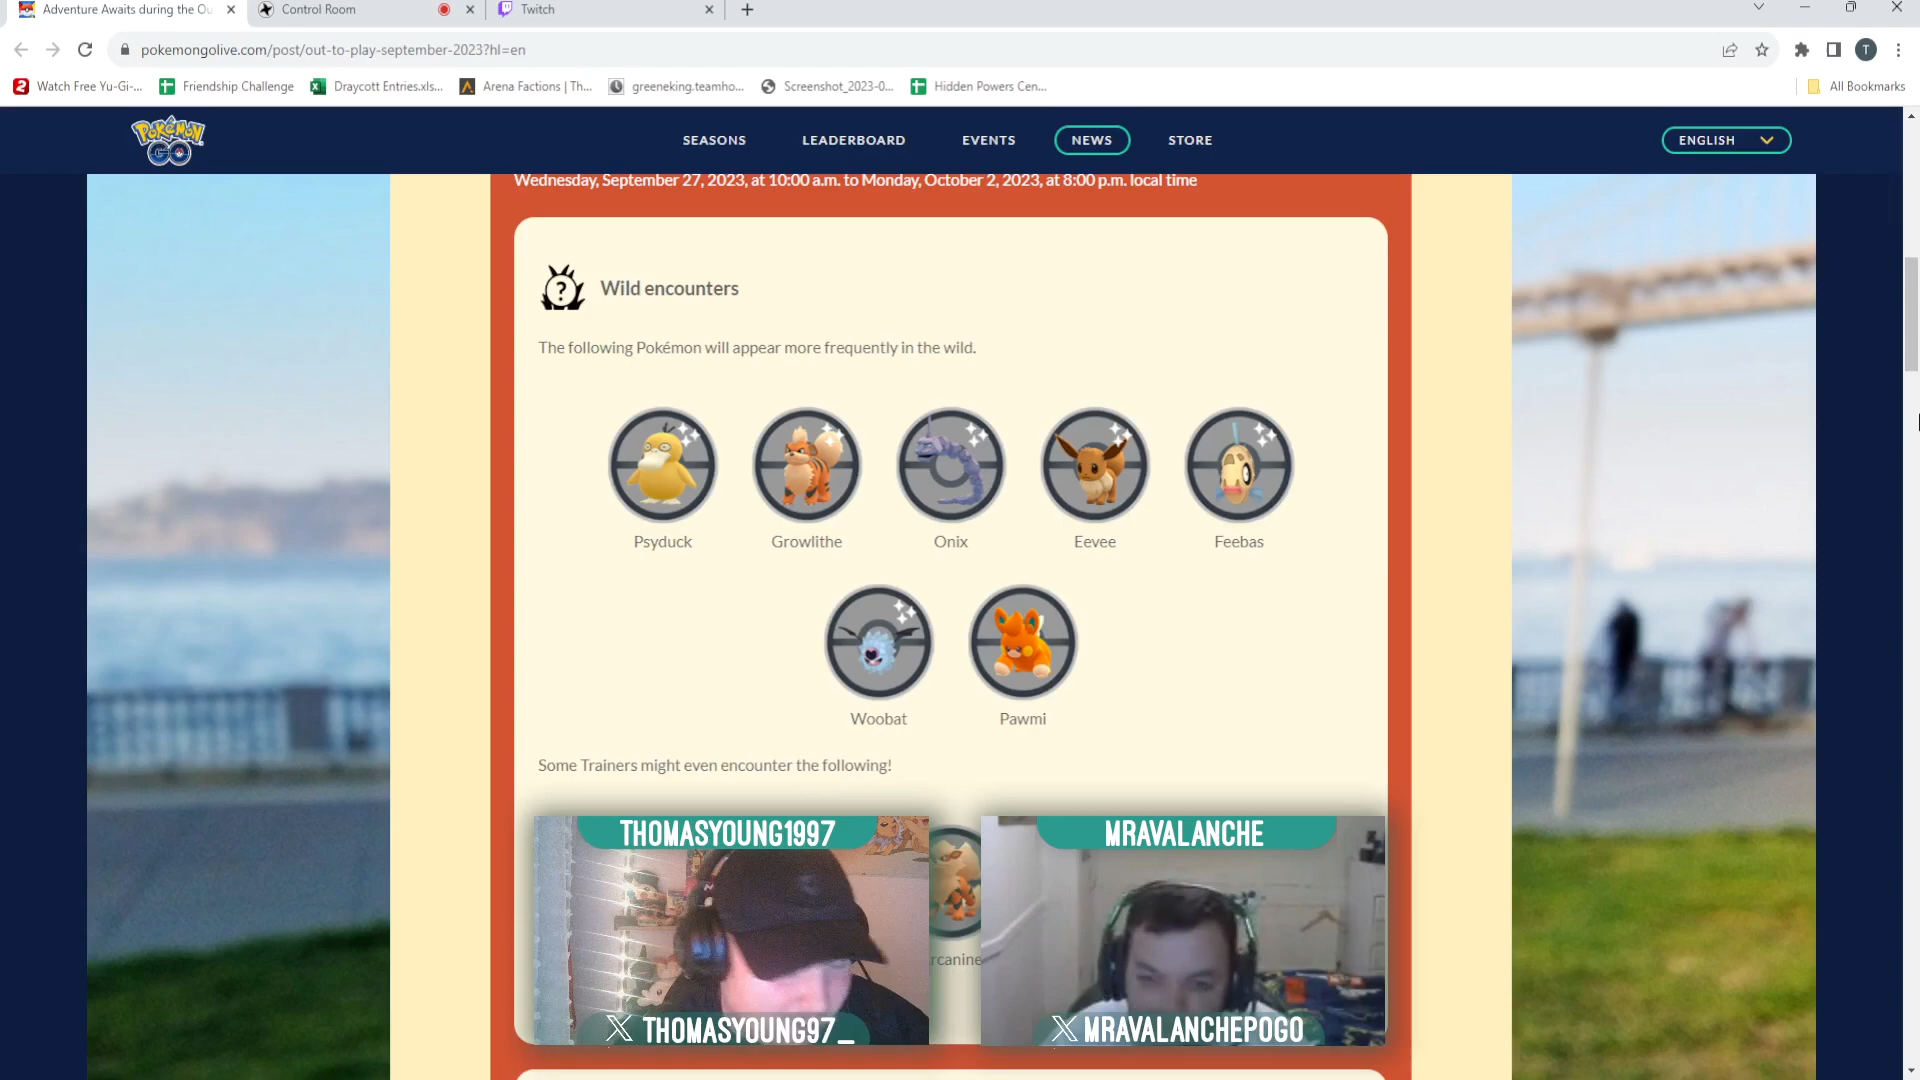 Adventure Awaits during the Ou
Control Room
Twitch
pokemongolive.com/post/out-to-play-september-2023?hl=en
T
Watch Free Yu-Gi-...
Friendship Challenge
Draycott Entries.xls...
Arena Factions | Th...
greeneking.teamho...
Screenshot_2023-0...
Hidden Powers Cen...
All Bookmarks
POKÉMON GO
SEASONS
LEADERBOARD
EVENTS
NEWS
STORE
ENGLISH
Wednesday, September 27, 2023, at 10:00 a.m. to Monday, October 2, 2023, at 8:00 p.m. local time
?
Wild encounters
The following Pokémon will appear more frequently in the wild.
Psyduck
Growlithe
Onix
Eevee
Feebas
Woobat
Pawmi
Some Trainers might even encounter the following!
THOMASYOUNG1997
MRAVALANCHE
rcanine
X THOMASYOUNG97_
X MRAVALANCHEPOGO